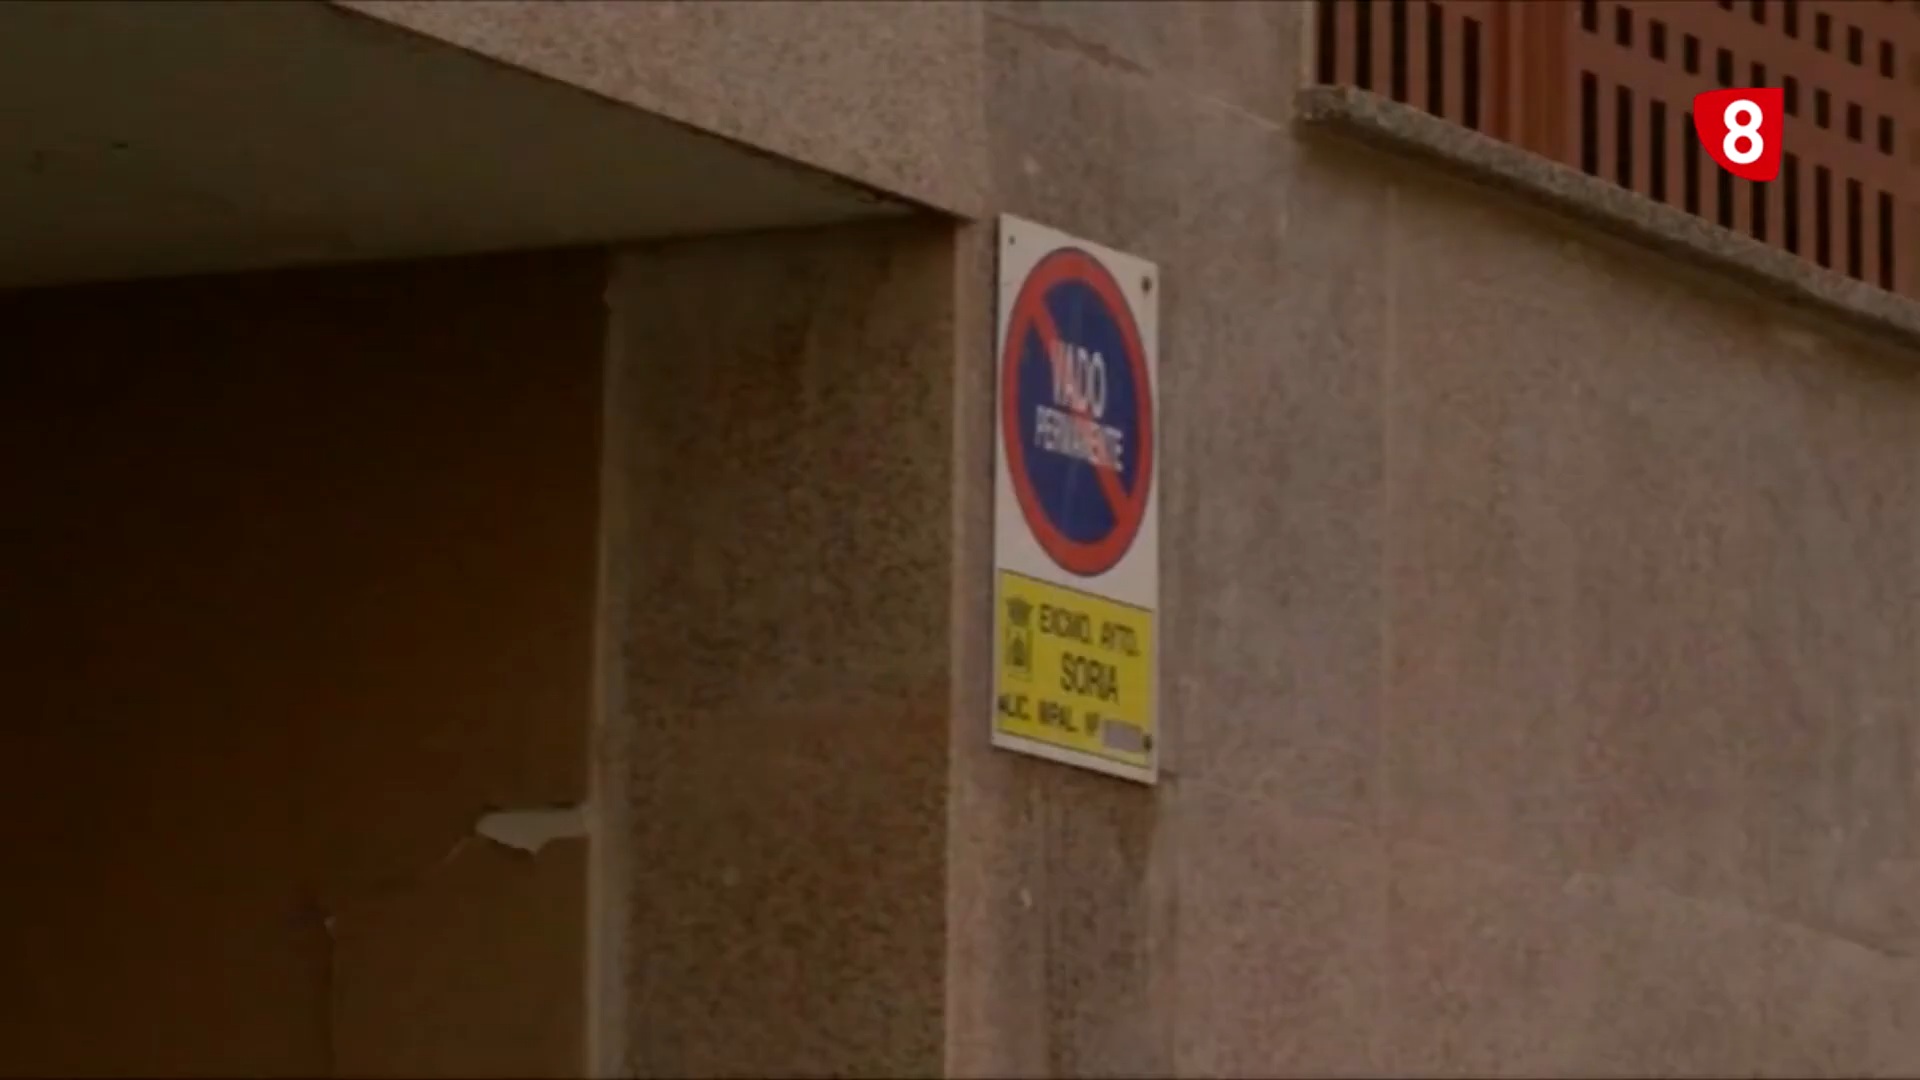 8
VADO
PERMANENTE
EXCMO. AYTO.
SORIA
LIC. MPAL. Nº